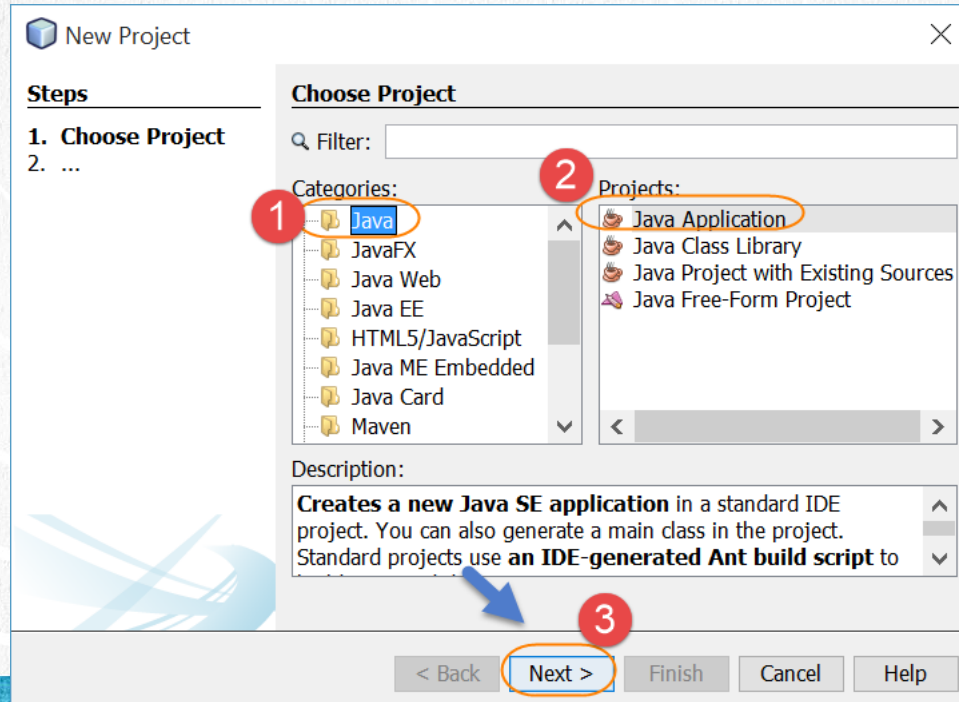 New Project
Steps
1. Choose Project
2. ...
Choose Project
Filter:
Categories:
1
Java
JavaFX
Java Web
Java EE
HTML5/JavaScript
Java ME Embedded
Java Card
Maven
2
Projects:
Java Application
Java Class Library
Java Project with Existing Sources
Java Free-Form Project
Description:
Creates a new Java SE application in a standard IDE
project. You can also generate a main class in the project.
Standard projects use an IDE-generated Ant build script to
3
< Back
Next >
Finish
Cancel
Help